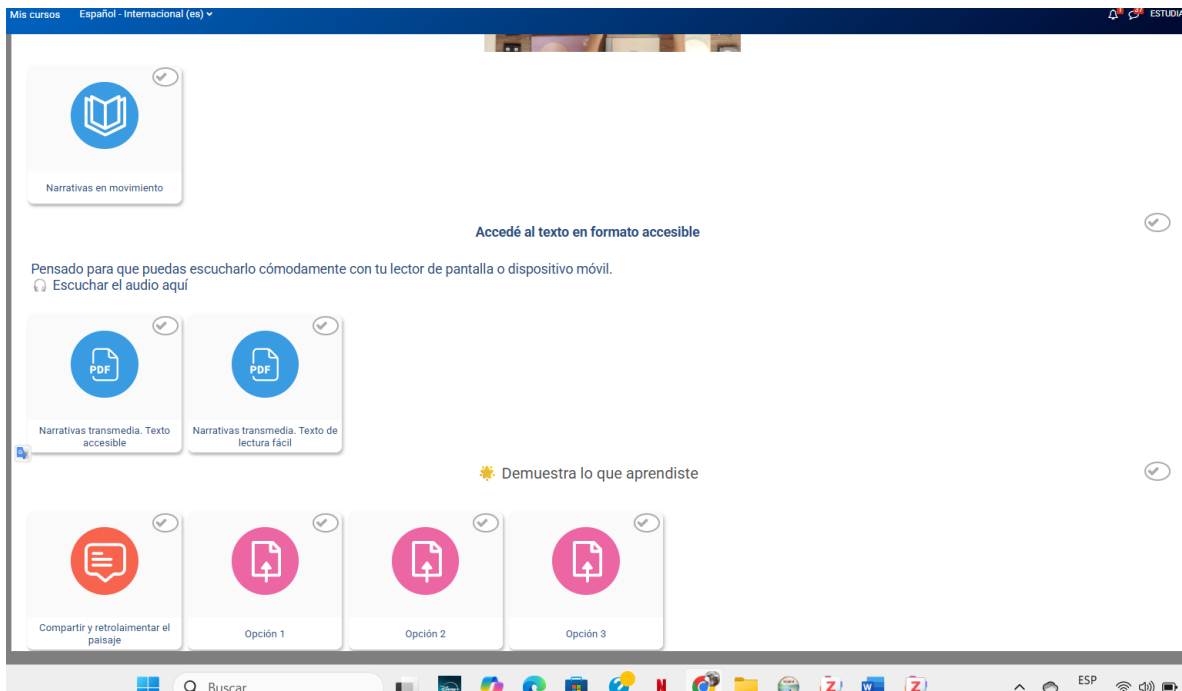 Mis cursos Español - Internacional (es)
1 37 ESTUDIA
Narrativas en movimiento
Accedé al texto en formato accesible
Pensado para que puedas escucharlo cómodamente con tu lector de pantalla o dispositivo móvil.
Escuchar el audio aquí
PDF
PDF
Narrativas transmedia. Texto
accesible
Narrativas transmedia. Texto de
lectura fácil
Demuestra lo que aprendiste
Compartir y retrolaimentar el
paisaje
Opción 1
Opción 2
Opción 3
Buscar
ESP